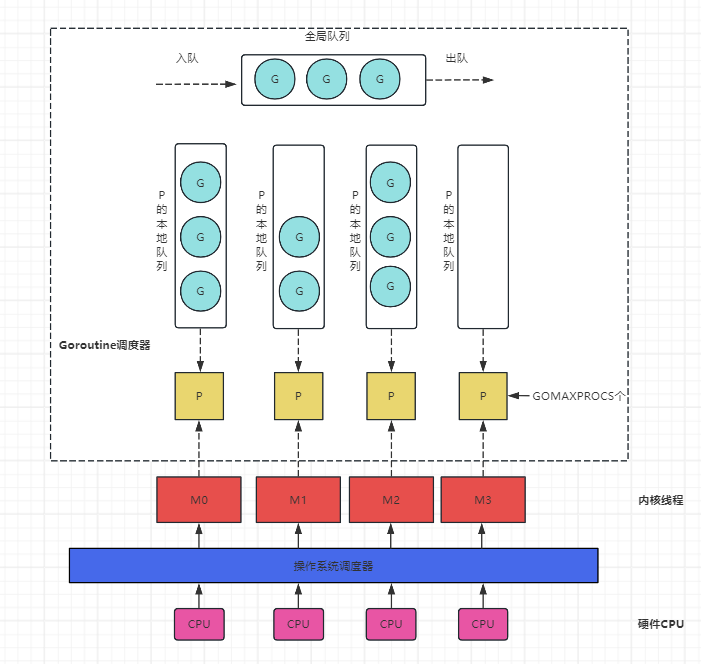 全局队列
入队
出队
G
G
G
P的本地队列
G
G
G
P的本地队列
G
G
P的本地队列
G
G
G
P的本地队列
Goroutine调度器
P
P
P
P
GOMAXPROCS个
M0
M1
M2
M3
内核线程
操作系统调度器
CPU
CPU
CPU
CPU
硬件CPU